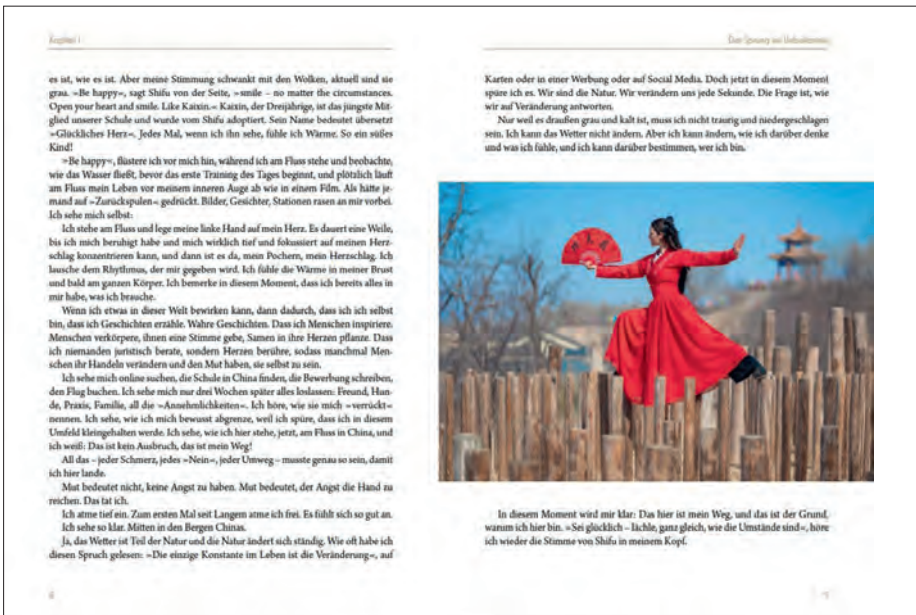 Kapitel 1
es ist, wie es ist. Aber meine Stimmung schwankt mit den Wolken, aktuell sind sie
grau. »Be happy«, sagt Shifu von der Seite, »smile – no matter the circumstances.
Open your heart and smile. Like Kaixin.« Kaixin, der Dreijährige, ist das jüngste Mit-
glied unserer Schule und wurde vom Shifu adoptiert. Sein Name bedeutet übersetzt
»Glückliches Herz«. Jedes Mal, wenn ich ihn sehe, fühle ich Wärme. So ein süßes
Kind!
»Be happy«, flüstere ich vor mich hin, während ich am Fluss stehe und beobachte,
wie das Wasser fließt, bevor das erste Training des Tages beginnt, und plötzlich läuft
am Fluss mein Leben vor meinem inneren Auge ab wie in einem Film. Als hätte je-
mand auf »Zurückspulen« gedrückt. Bilder, Gesichter, Stationen rasen an mir vorbei.
Ich sehe mich selbst:
Ich stehe am Fluss und lege meine linke Hand auf mein Herz. Es dauert eine Weile,
bis ich mich beruhigt habe und mich wirklich tief und fokussiert auf meinen Herz-
schlag konzentrieren kann, und dann ist es da, mein Pochern, mein Herzschlag. Ich
lausche dem Rhythmus, der mir gegeben wird. Ich fühle die Wärme in meiner Brust
und bald am ganzen Körper. Ich bemerke in diesem Moment, dass ich bereits alles in
mir habe, was ich brauche.
Wenn ich etwas in dieser Welt bewirken kann, dann dadurch, dass ich ich selbst
bin, dass ich Geschichten erzähle. Wahre Geschichten. Dass ich Menschen inspiriere.
Menschen verkörpere, ihnen eine Stimme gebe, Samen in ihre Herzen pflanze. Dass
ich niemanden juristisch berate, sondern Herzen berühre, sodass manchmal Men-
schen ihr Handeln verändern und den Mut haben, sie selbst zu sein.
Ich sehe mich online suchen, die Schule in China finden, die Bewerbung schreiben,
den Flug buchen. Ich sehe mich nur drei Wochen später alles loslassen: Freund, Hun-
de, Praxis, Familie, all die »Annehmlichkeiten«. Ich höre, wie sie mich »verrückt«
nennen. Ich sehe, wie ich mich bewusst abgrenze, weil ich spüre, dass ich in diesem
Umfeld kleingehalten werde. Ich sehe, wie ich hier stehe, jetzt, am Fluss in China, und
ich weiß: Das ist kein Ausbruch, das ist mein Weg!
All das – jeder Schmerz, jedes »Nein«, jeder Umweg – musste genau so sein, damit
ich hier lande.
Mut bedeutet nicht, keine Angst zu haben. Mut bedeutet, der Angst die Hand zu
reichen. Das tat ich.
Ich atme tief ein. Zum ersten Mal seit Langem atme ich frei. Es fühlt sich so gut an.
Ich sehe so klar. Mitten in den Bergen Chinas.
Ja, das Wetter ist Teil der Natur und die Natur ändert sich ständig. Wie oft habe ich
diesen Spruch gelesen: »Die einzige Konstante im Leben ist die Veränderung«, auf
Der Sprung ins Unbekannte
Karten oder in einer Werbung oder auf Social Media. Doch jetzt in diesem Moment
spüre ich es. Wir sind die Natur. Wir verändern uns jede Sekunde. Die Frage ist, wie
wir auf Veränderung antworten.
Nur weil es draußen grau und kalt ist, muss ich nicht traurig und niedergeschlagen
sein. Ich kann das Wetter nicht ändern. Aber ich kann ändern, wie ich darüber denke
und was ich fühle, und ich kann darüber bestimmen, wer ich bin.
In diesem Moment wird mir klar: Das hier ist mein Weg, und das ist der Grund,
warum ich hier bin. »Sei glücklich – lächle, ganz gleich, wie die Umstände sind«, höre
ich wieder die Stimme von Shifu in meinem Kopf.